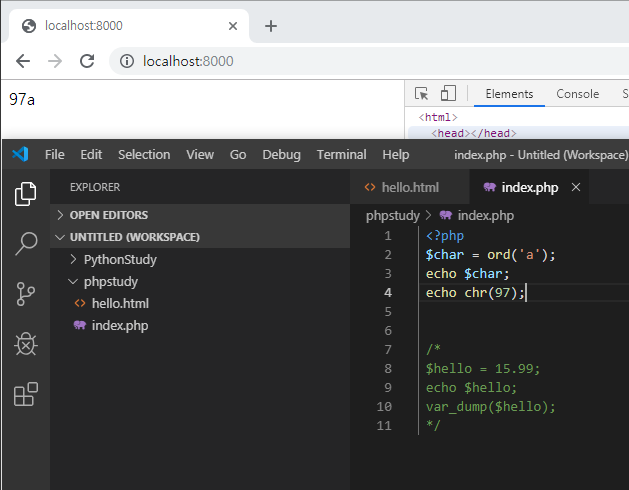 localhost:8000
localhost:8000
97a
Elements Console S
<html>
<head></head>
File Edit Selection View Go Debug Terminal Help index.php - Untitled (Workspace)
EXPLORER
hello.html index.php
OPEN EDITORS
phpstudy > index.php
UNTITLED (WORKSPACE)
PythonStudy
phpstudy
hello.html
index.php
1 <?php
2 $char = ord('a');
3 echo $char;
4 echo chr(97);
5
6
7 /*
8 $hello = 15.99;
9 echo $hello;
10 var_dump($hello);
11 */